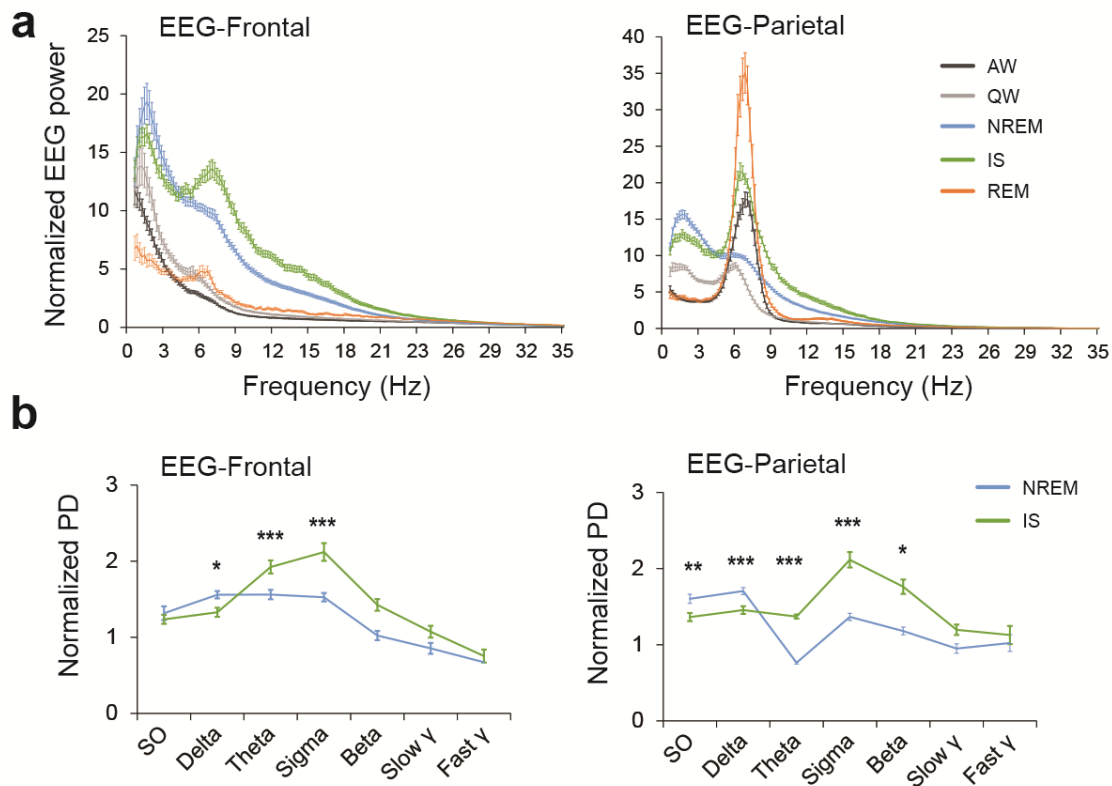 a
EEG-Frontal
EEG-Parietal
Normalized EEG power
25
20
15
10
5
0
0 3 6 9 12 15 18 21 23 26 29 32 35
Frequency (Hz)
40
35
30
25
20
15
10
5
0
0 3 6 9 12 15 18 21 23 26 29 32 35
Frequency (Hz)
AW
QW
NREM
IS
REM
b
EEG-Frontal
Normalized PD
3
2
1
0
* *** ***
SO Delta Theta Sigma Beta Slow γ Fast γ
EEG-Parietal
Normalized PD
3
2
1
0
** *** *** *** *
SO Delta Theta Sigma Beta Slow γ Fast γ
NREM
IS